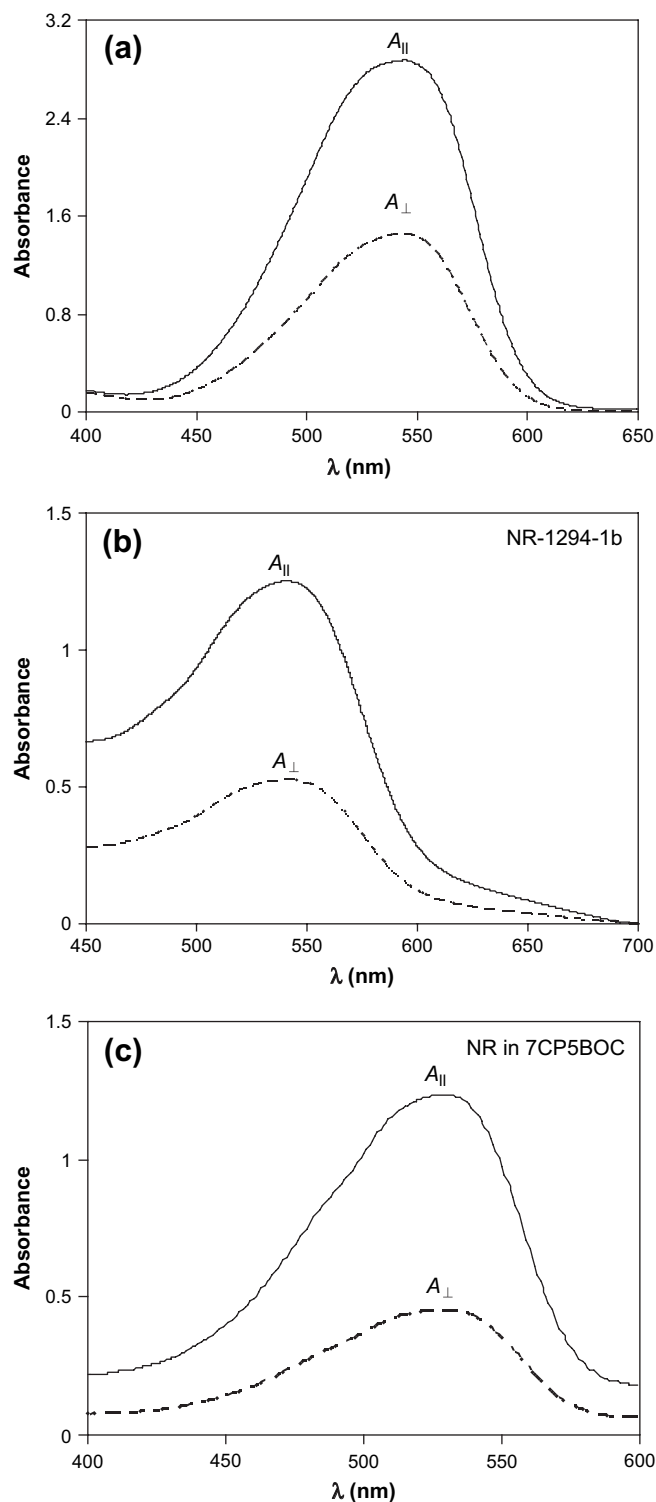 (a)
A||
A⊥
Absorbance
3.2
2.4
1.6
0.8
0
400 450 500 550 600 650
λ (nm)
(b)
NR-1294-1b
A||
A⊥
Absorbance
1.5
1
0.5
0
450 500 550 600 650 700
λ (nm)
(c)
NR in 7CP5BOC
A||
A⊥
Absorbance
1.5
1
0.5
0
400 450 500 550 600
λ (nm)